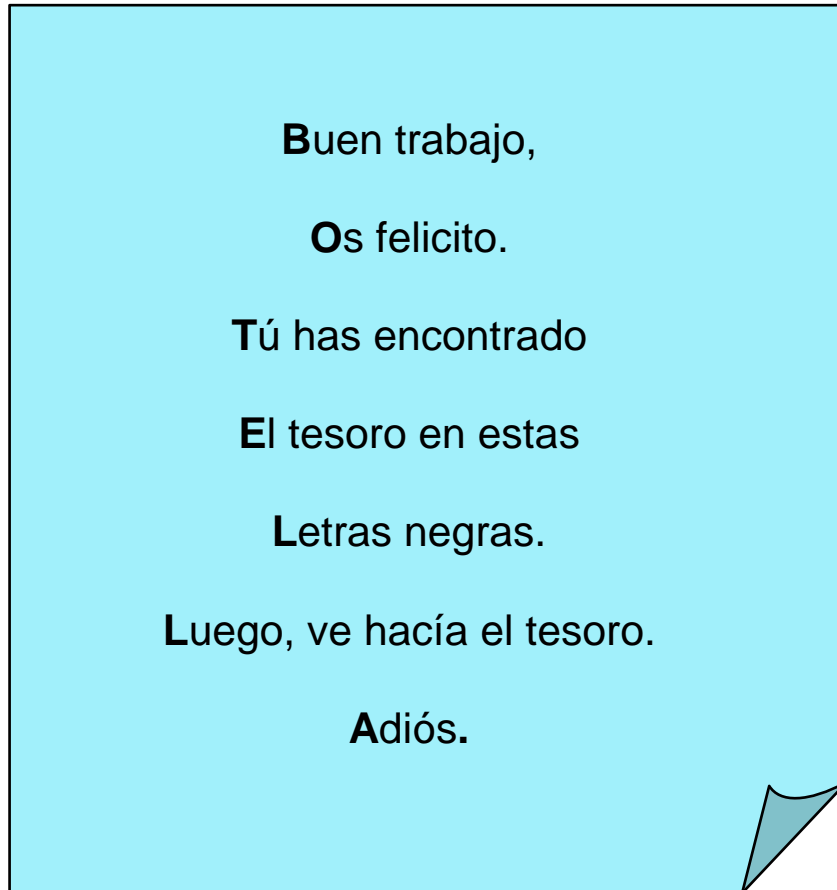 Buen trabajo,
Os felicito.
Tú has encontrado
El tesoro en estas
Letras negras.
Luego, ve hacía el tesoro.
Adiós.